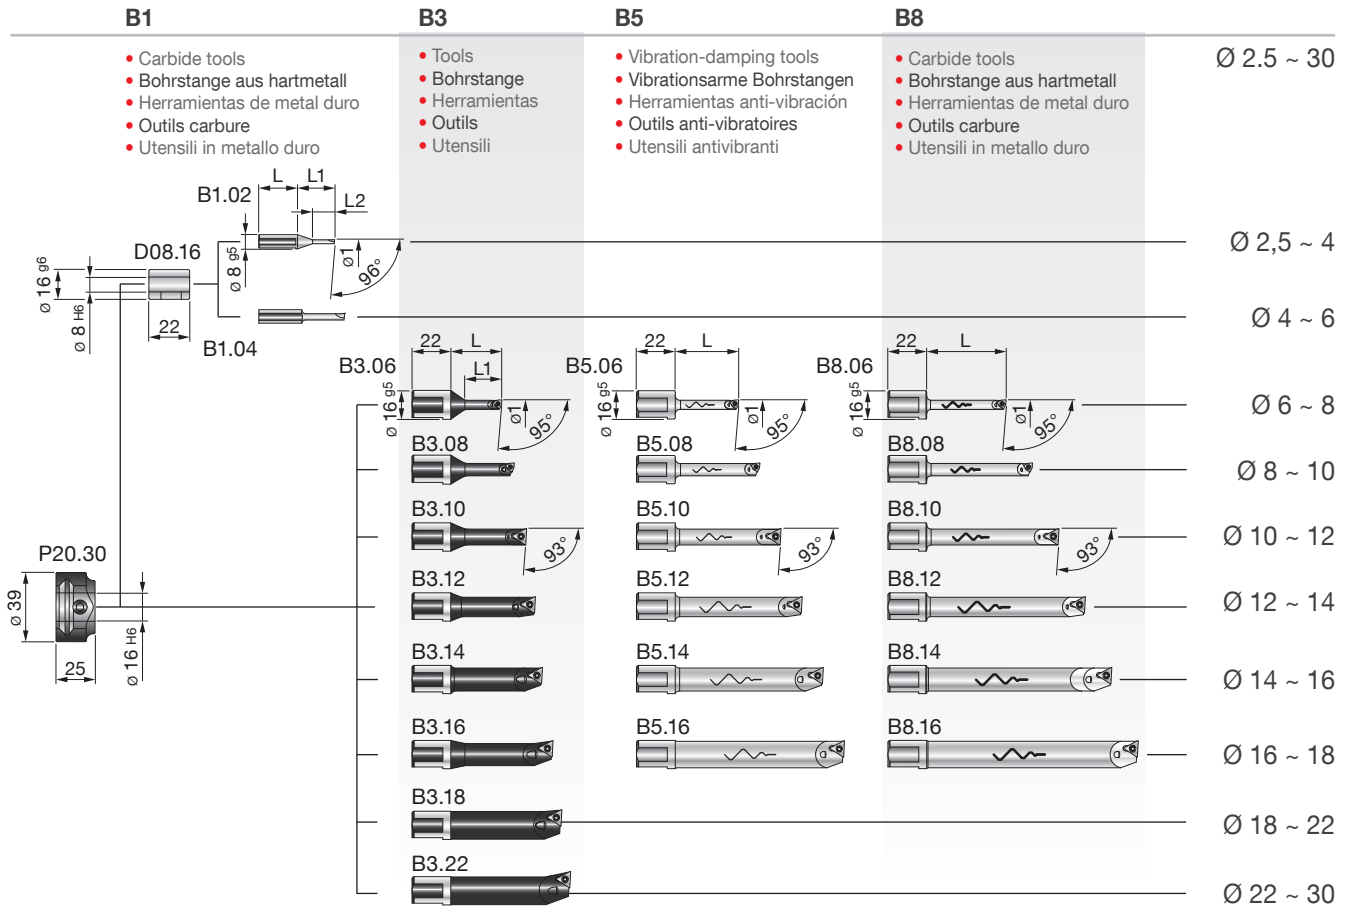 B1 B3 B5 B8
• Carbide tools
• Bohrstange aus hartmetall
• Herramientas de metal duro
• Outils carbure
• Utensili in metallo duro
• Tools
• Bohrstange
• Herramientas
• Outils
• Utensili
• Vibration-damping tools
• Vibrationsarme Bohrstangen
• Herramientas anti-vibración
• Outils anti-vibratoires
• Utensili antivibranti
• Carbide tools
• Bohrstange aus hartmetall
• Herramientas de metal duro
• Outils carbure
• Utensili in metallo duro
Ø 2.5 ~ 30
B1.02
L L1
L2
Ø 8 g5
Ø1
96°
Ø 2,5 ~ 4
D08.16
Ø 16 g6
Ø 8 H6
22
B1.04
Ø 4 ~ 6
B3.06
22 L
L1
Ø 16 g5
Ø1
95°
B5.06
22 L
Ø 16 g5
Ø1
95°
B8.06
22 L
Ø 16 g5
Ø1
95°
Ø 6 ~ 8
B3.08 B5.08 B8.08
Ø 8 ~ 10
B3.10 B5.10 B8.10
93° 93° 93°
Ø 10 ~ 12
P20.30
Ø 39
25
Ø 16 H6
B3.12 B5.12 B8.12
Ø 12 ~ 14
B3.14 B5.14 B8.14
Ø 14 ~ 16
B3.16 B5.16 B8.16
Ø 16 ~ 18
B3.18
Ø 18 ~ 22
B3.22
Ø 22 ~ 30